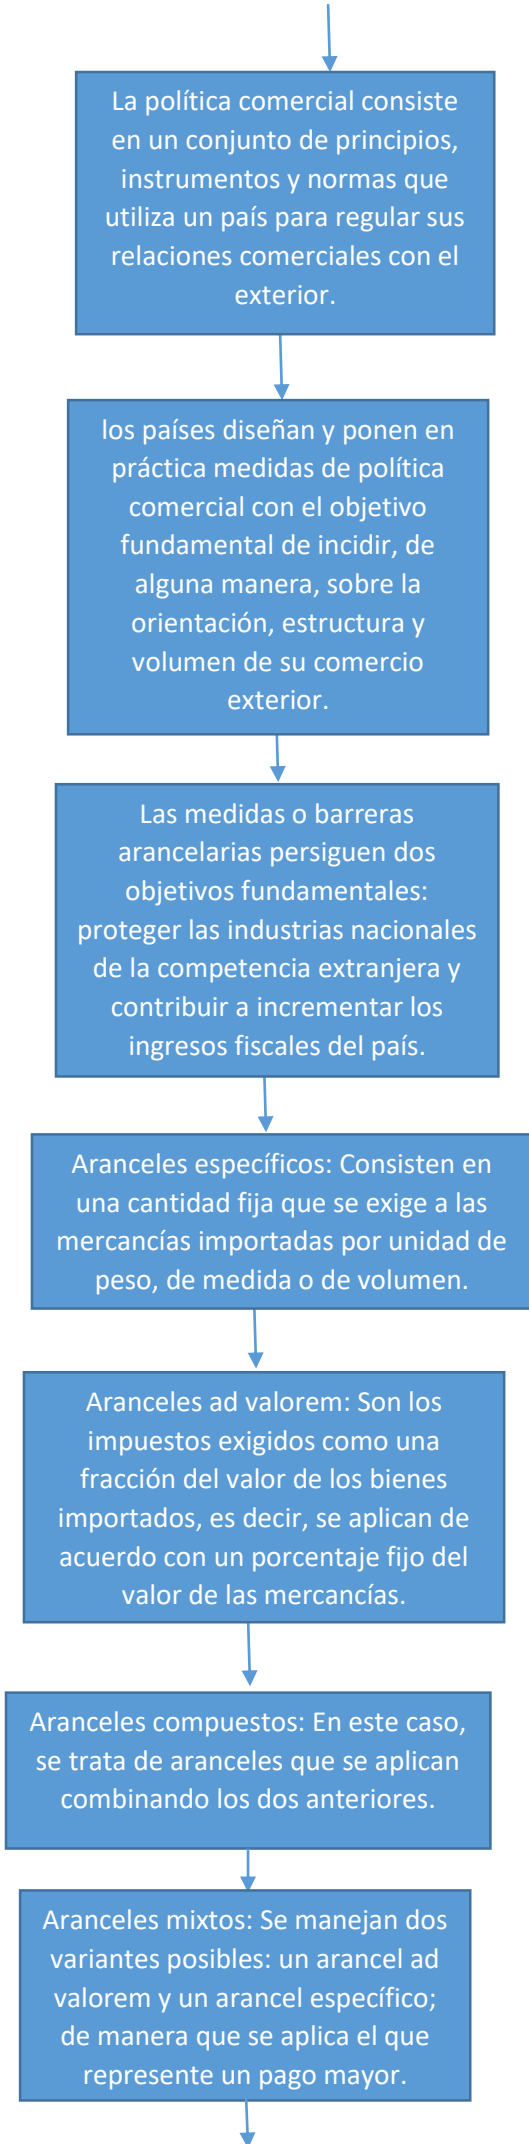 La política comercial consiste
en un conjunto de principios,
instrumentos y normas que
utiliza un país para regular sus
relaciones comerciales con el
exterior.
los países diseñan y ponen en
práctica medidas de política
comercial con el objetivo
fundamental de incidir, de
alguna manera, sobre la
orientación, estructura y
volumen de su comercio
exterior.
Las medidas o barreras
arancelarias persiguen dos
objetivos fundamentales:
proteger las industrias nacionales
de la competencia extranjera y
contribuir a incrementar los
ingresos fiscales del país.
Aranceles específicos: Consisten en
una cantidad fija que se exige a las
mercancías importadas por unidad de
peso, de medida o de volumen.
Aranceles ad valorem: Son los
impuestos exigidos como una
fracción del valor de los bienes
importados, es decir, se aplican de
acuerdo con un porcentaje fijo del
valor de las mercancías.
Aranceles compuestos: En este caso,
se trata de aranceles que se aplican
combinando los dos anteriores.
Aranceles mixtos: Se manejan dos
variantes posibles: un arancel ad
valorem y un arancel específico;
de manera que se aplica el que
represente un pago mayor.